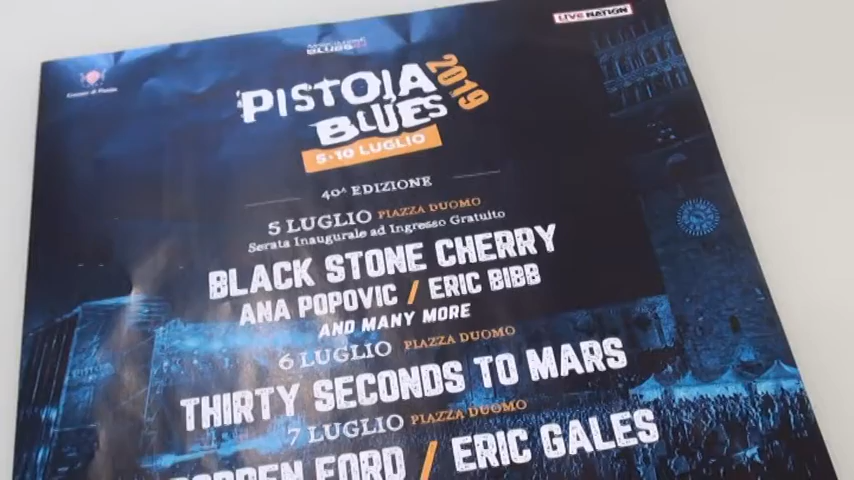 LIVE NATION
BLUES
PISTOIA
BLUES
2019
5-10 LUGLIO
40ᴬ EDIZIONE
5 LUGLIO PIAZZA DUOMO
Serata Inaugurale ad Ingresso Gratuito
BLACK STONE CHERRY
ANA POPOVIC / ERIC BIBB
AND MANY MORE
6 LUGLIO PIAZZA DUOMO
THIRTY SECONDS TO MARS
7 LUGLIO PIAZZA DUOMO
FORD / ERIC GALES